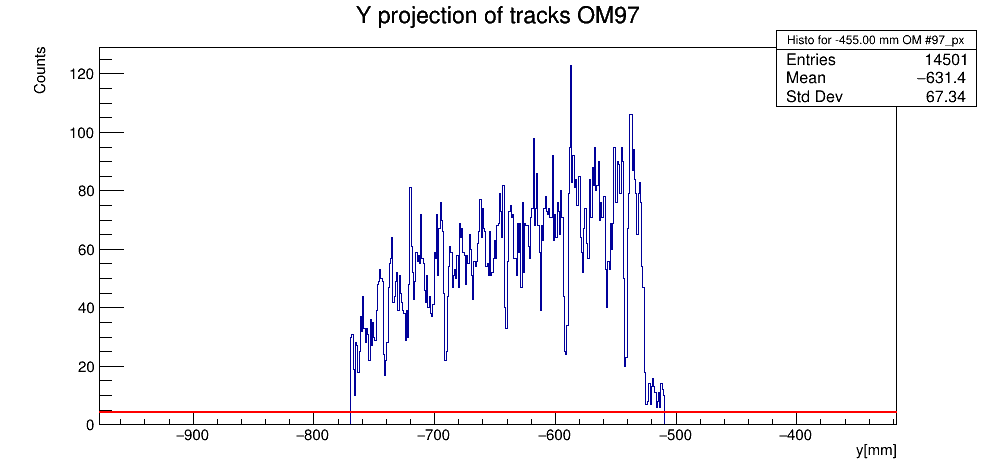 Y projection of tracks OM97
Histo for -455.00 mm OM #97_px
Entries 14501
Mean −631.4
Std Dev 67.34
Counts
120
100
80
60
40
20
0
−900 −800 −700 −600 −500 −400
y[mm]